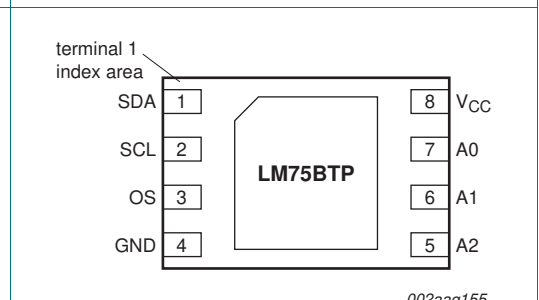 terminal 1
index area
SDA 1 8 VCC
SCL 2 7 A0
LM75BTP
OS 3 6 A1
GND 4 5 A2
002aag155